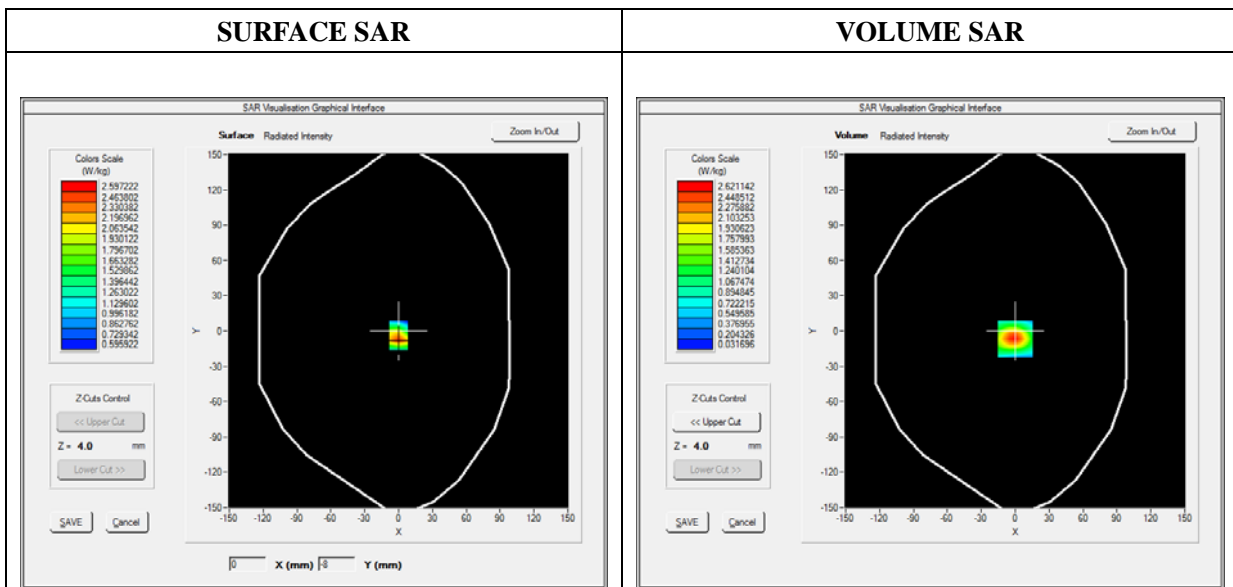 SURFACE SAR
VOLUME SAR
SAR Visualisation Graphical Interface
Surface Radiated Intensity
Zoom In/Out
Colors Scale
(W/kg)
2.597222
2.463802
2.330382
2.196962
2.063542
1.930122
1.796702
1.663282
1.529862
1.396442
1.263022
1.129602
0.996182
0.862762
0.729342
0.595922
Z-Cuts Control
<< Upper Cut
Z = 4.0 mm
Lower Cut >>
SAVE Cancel
150
120
90
60
30
0
-30
-60
-90
-120
-150
Y
-150 -120 -90 -60 -30 0 30 60 90 120 150
X
0 X (mm) -8 Y (mm)
SAR Visualisation Graphical Interface
Volume Radiated Intensity
Zoom In/Out
Colors Scale
(W/kg)
2.621142
2.448512
2.275882
2.103253
1.930623
1.757993
1.585363
1.412734
1.240104
1.067474
0.894845
0.722215
0.549585
0.376955
0.204326
0.031696
Z-Cuts Control
<< Upper Cut
Z = 4.0 mm
Lower Cut >>
SAVE Cancel
150
120
90
60
30
0
-30
-60
-90
-120
-150
Y
-150 -120 -90 -60 -30 0 30 60 90 120 150
X